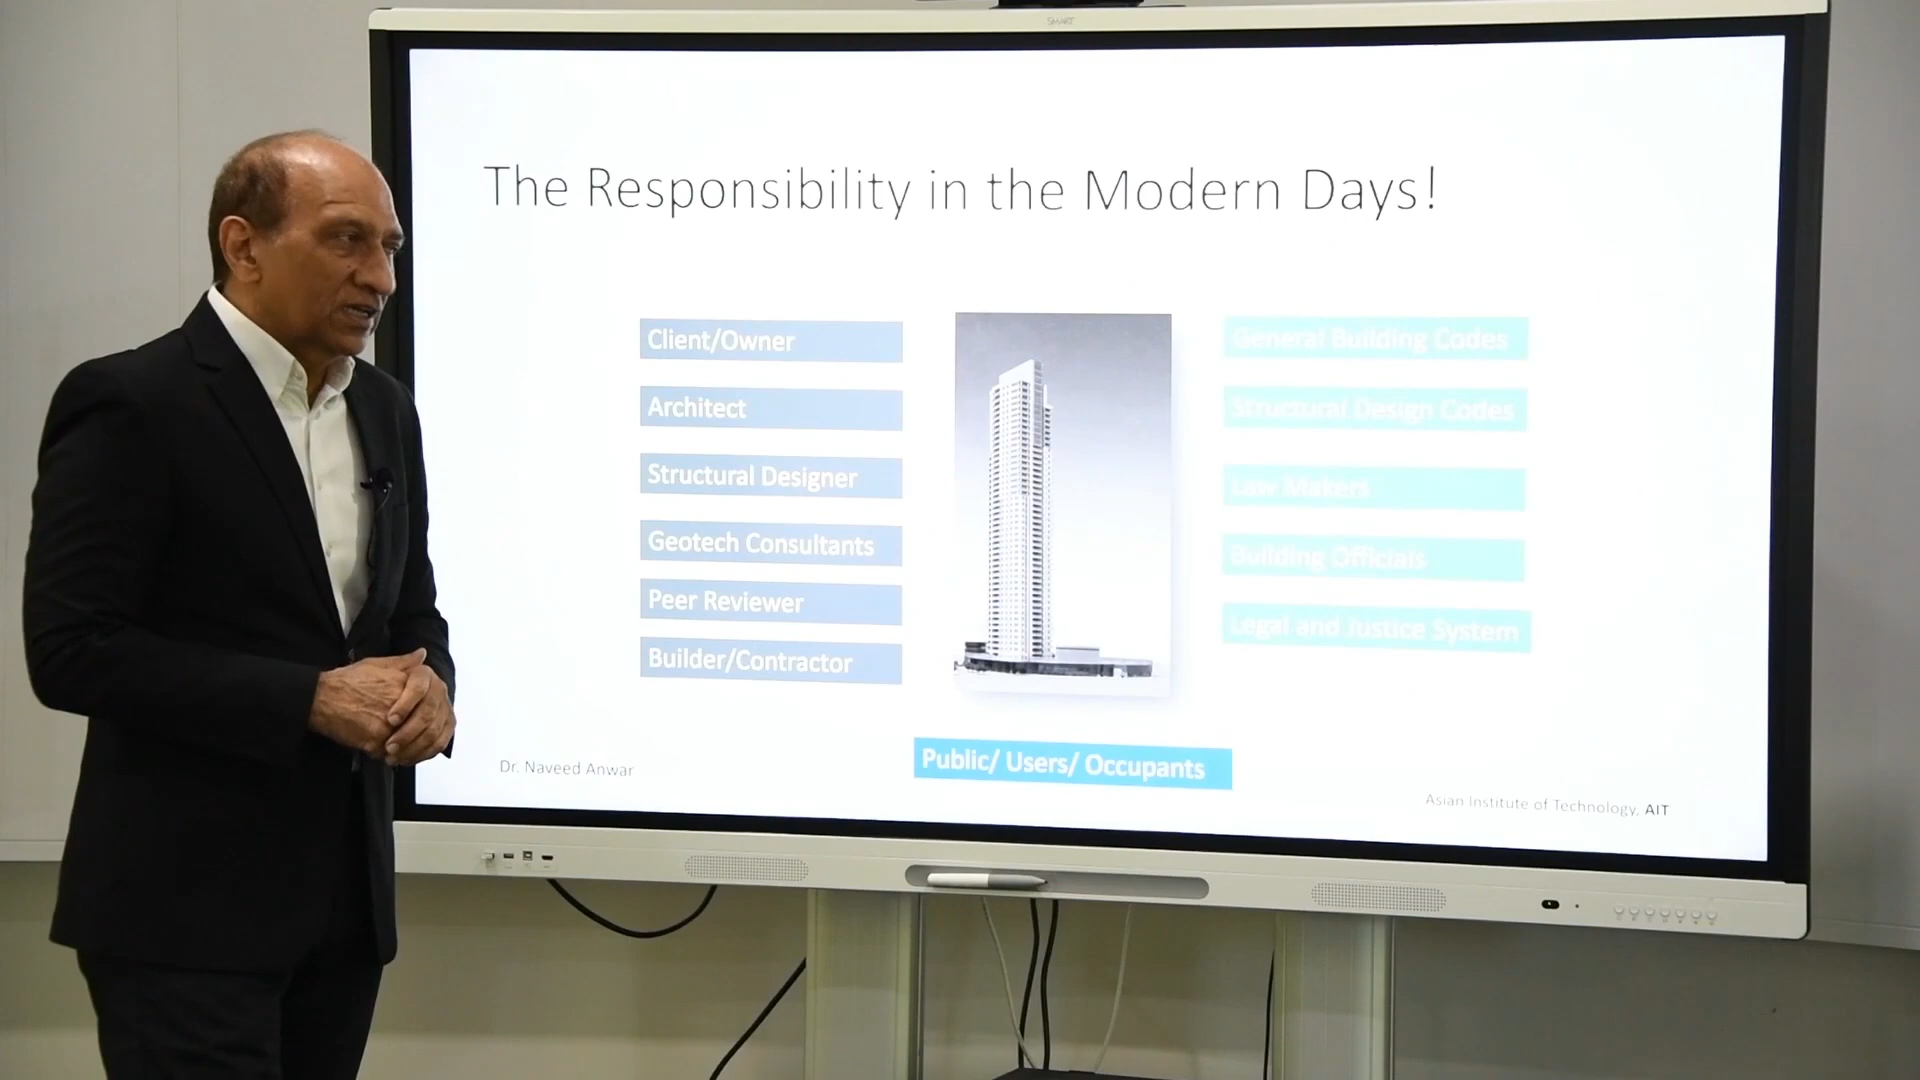 SMART
The Responsibility in the Modern Days!
Client/Owner
Architect
Structural Designer
Geotech Consultants
Peer Reviewer
Builder/Contractor
General Building Codes
Structural Design Codes
Law Makers
Building Officials
Legal and Justice System
Public/ Users/ Occupants
Dr. Naveed Anwar
Asian Institute of Technology, AIT